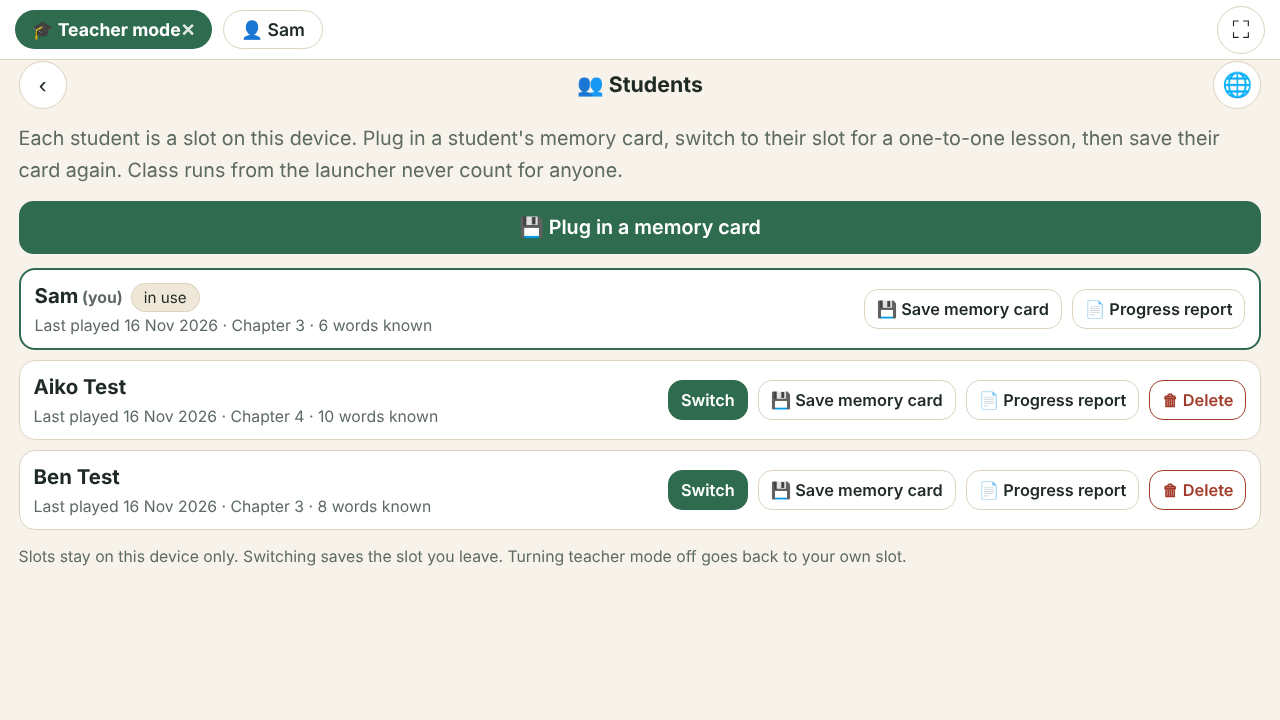 🎓 Teacher mode✕
👤 Sam
‹
👥 Students
Each student is a slot on this device. Plug in a student's memory card, switch to their slot for a one-to-one lesson, then save their
card again. Class runs from the launcher never count for anyone.
💾 Plug in a memory card
Sam (you) in use
Last played 16 Nov 2026 · Chapter 3 · 6 words known
💾 Save memory card
📄 Progress report
Aiko Test
Last played 16 Nov 2026 · Chapter 4 · 10 words known
Switch
💾 Save memory card
📄 Progress report
🗑 Delete
Ben Test
Last played 16 Nov 2026 · Chapter 3 · 8 words known
Switch
💾 Save memory card
📄 Progress report
🗑 Delete
Slots stay on this device only. Switching saves the slot you leave. Turning teacher mode off goes back to your own slot.